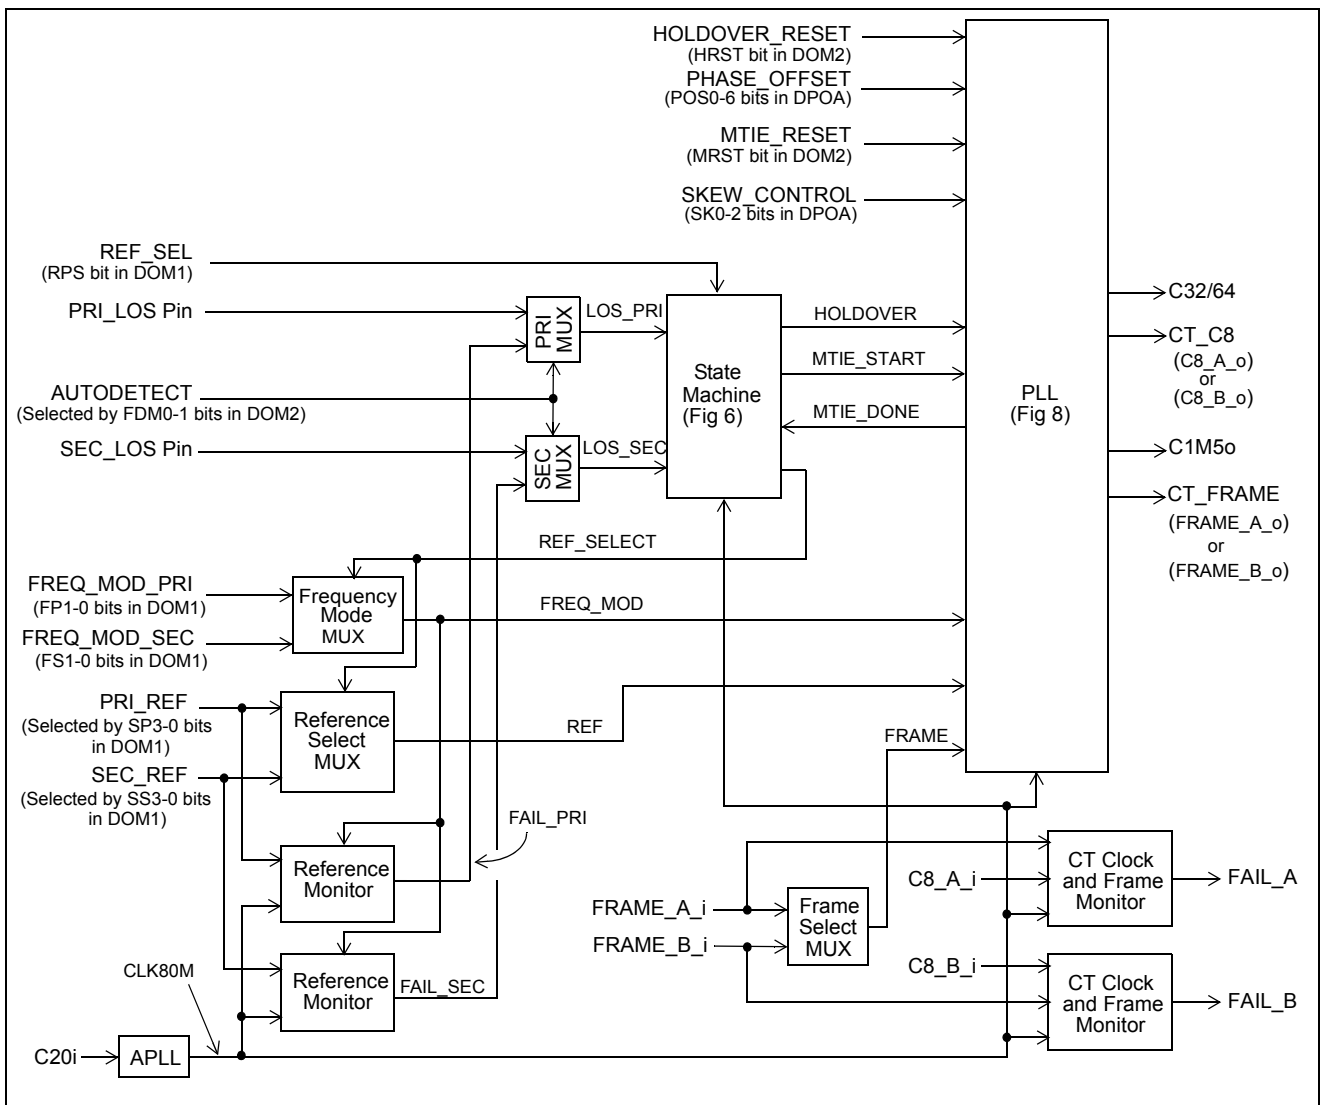 HOLDOVER_RESET
(HRST bit in DOM2)
PHASE_OFFSET
(POS0-6 bits in DPOA)
MTIE_RESET
(MRST bit in DOM2)
SKEW_CONTROL
(SK0-2 bits in DPOA)
REF_SEL
(RPS bit in DOM1)
PRI_LOS Pin
AUTODETECT
(Selected by FDM0-1 bits in DOM2)
SEC_LOS Pin
PRI
MUX
SEC
MUX
LOS_PRI
LOS_SEC
State
Machine
(Fig 6)
HOLDOVER
MTIE_START
MTIE_DONE
PLL
(Fig 8)
C32/64
CT_C8
(C8_A_o)
or
(C8_B_o)
C1M5o
CT_FRAME
(FRAME_A_o)
or
(FRAME_B_o)
REF_SELECT
FREQ_MOD_PRI
(FP1-0 bits in DOM1)
FREQ_MOD_SEC
(FS1-0 bits in DOM1)
Frequency
Mode
MUX
FREQ_MOD
PRI_REF
(Selected by SP3-0 bits
in DOM1)
SEC_REF
(Selected by SS3-0 bits
in DOM1)
Reference
Select
MUX
REF
FRAME
FAIL_PRI
Reference
Monitor
Reference
Monitor
FAIL_SEC
CLK80M
C20i
APLL
FRAME_A_i
FRAME_B_i
Frame
Select
MUX
C8_A_i
CT Clock
and Frame
Monitor
FAIL_A
C8_B_i
CT Clock
and Frame
Monitor
FAIL_B